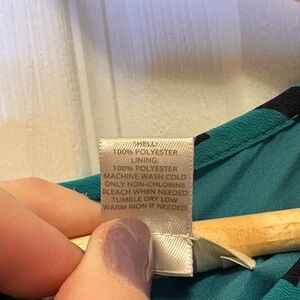 SHELL:
100% POLYESTER
LINING:
100% POLYESTER
MACHINE WASH COLD
ONLY NON-CHLORINE
BLEACH WHEN NEEDED
TUMBLE DRY LOW
WARM IRON IF NEEDED